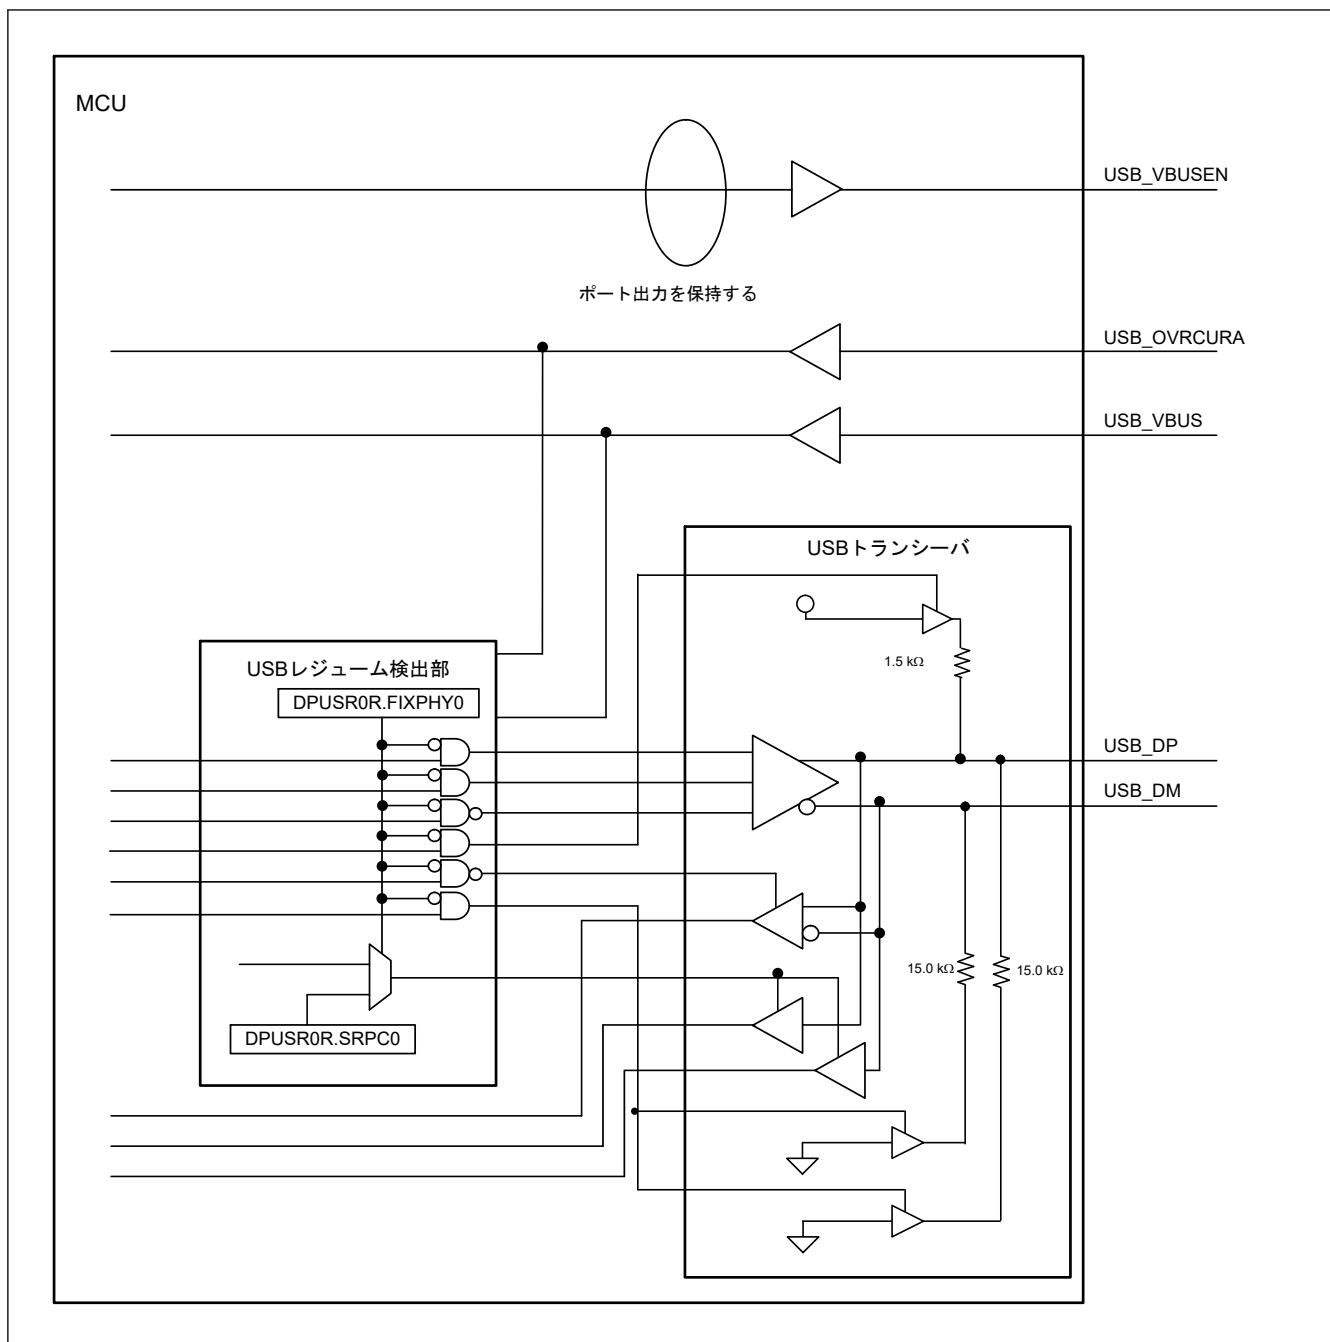 MCU
USB_VBUSEN
ポート出力を保持する
USB_OVRCURA
USB_VBUS
USBトランシーバ
1.5 kΩ
USBレジューム検出部
DPUSR0R.FIXPHY0
USB_DP
USB_DM
15.0 kΩ
15.0 kΩ
DPUSR0R.SRPC0